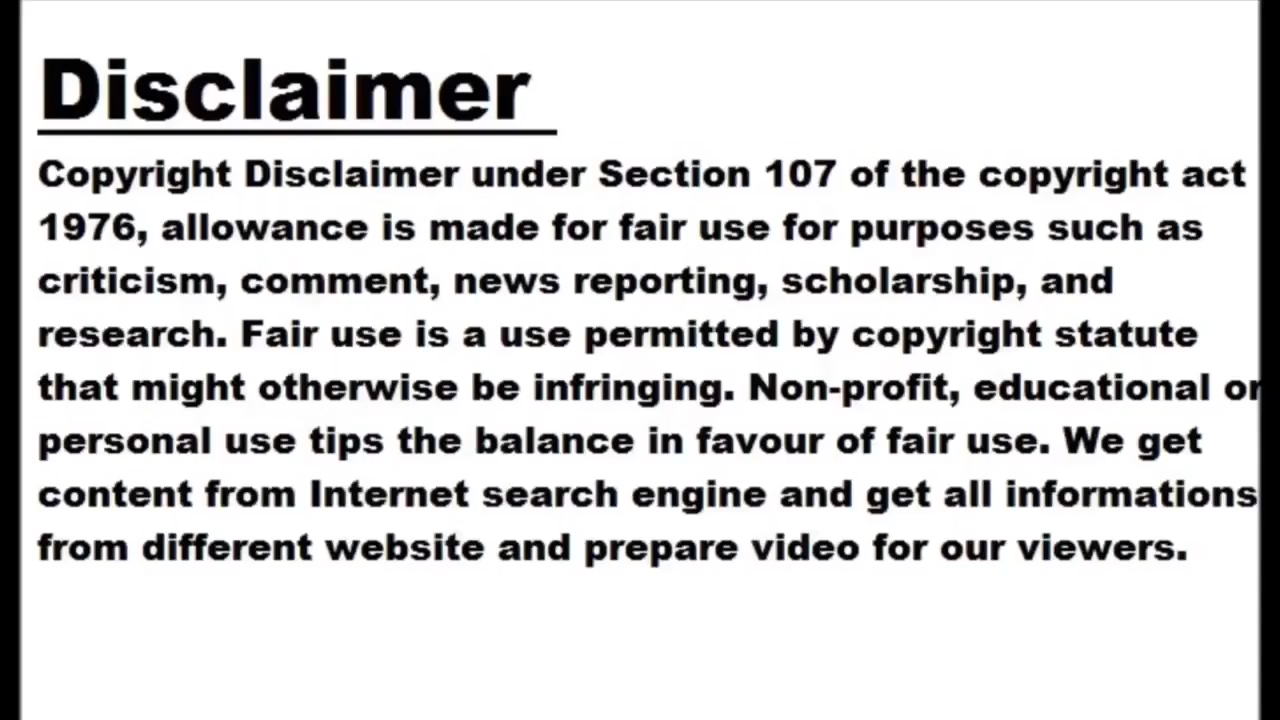 Disclaimer
Copyright Disclaimer under Section 107 of the copyright act
1976, allowance is made for fair use for purposes such as
criticism, comment, news reporting, scholarship, and
research. Fair use is a use permitted by copyright statute
that might otherwise be infringing. Non-profit, educational or
personal use tips the balance in favour of fair use. We get
content from Internet search engine and get all informations
from different website and prepare video for our viewers.